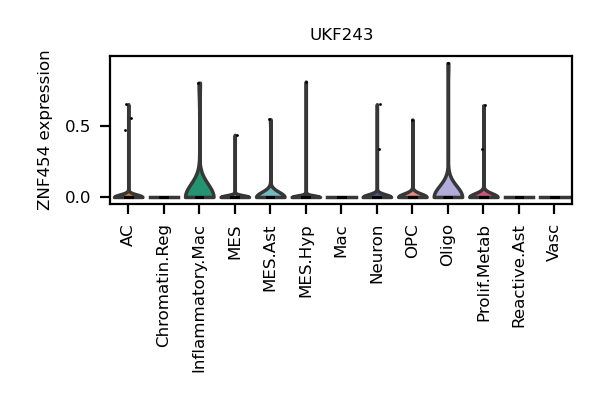 UKF243
ZNF454 expression
0.5
0.0
AC
Chromatin.Reg
Inflammatory.Mac
MES
MES.Ast
MES.Hyp
Mac
Neuron
OPC
Oligo
Prolif.Metab
Reactive.Ast
Vasc